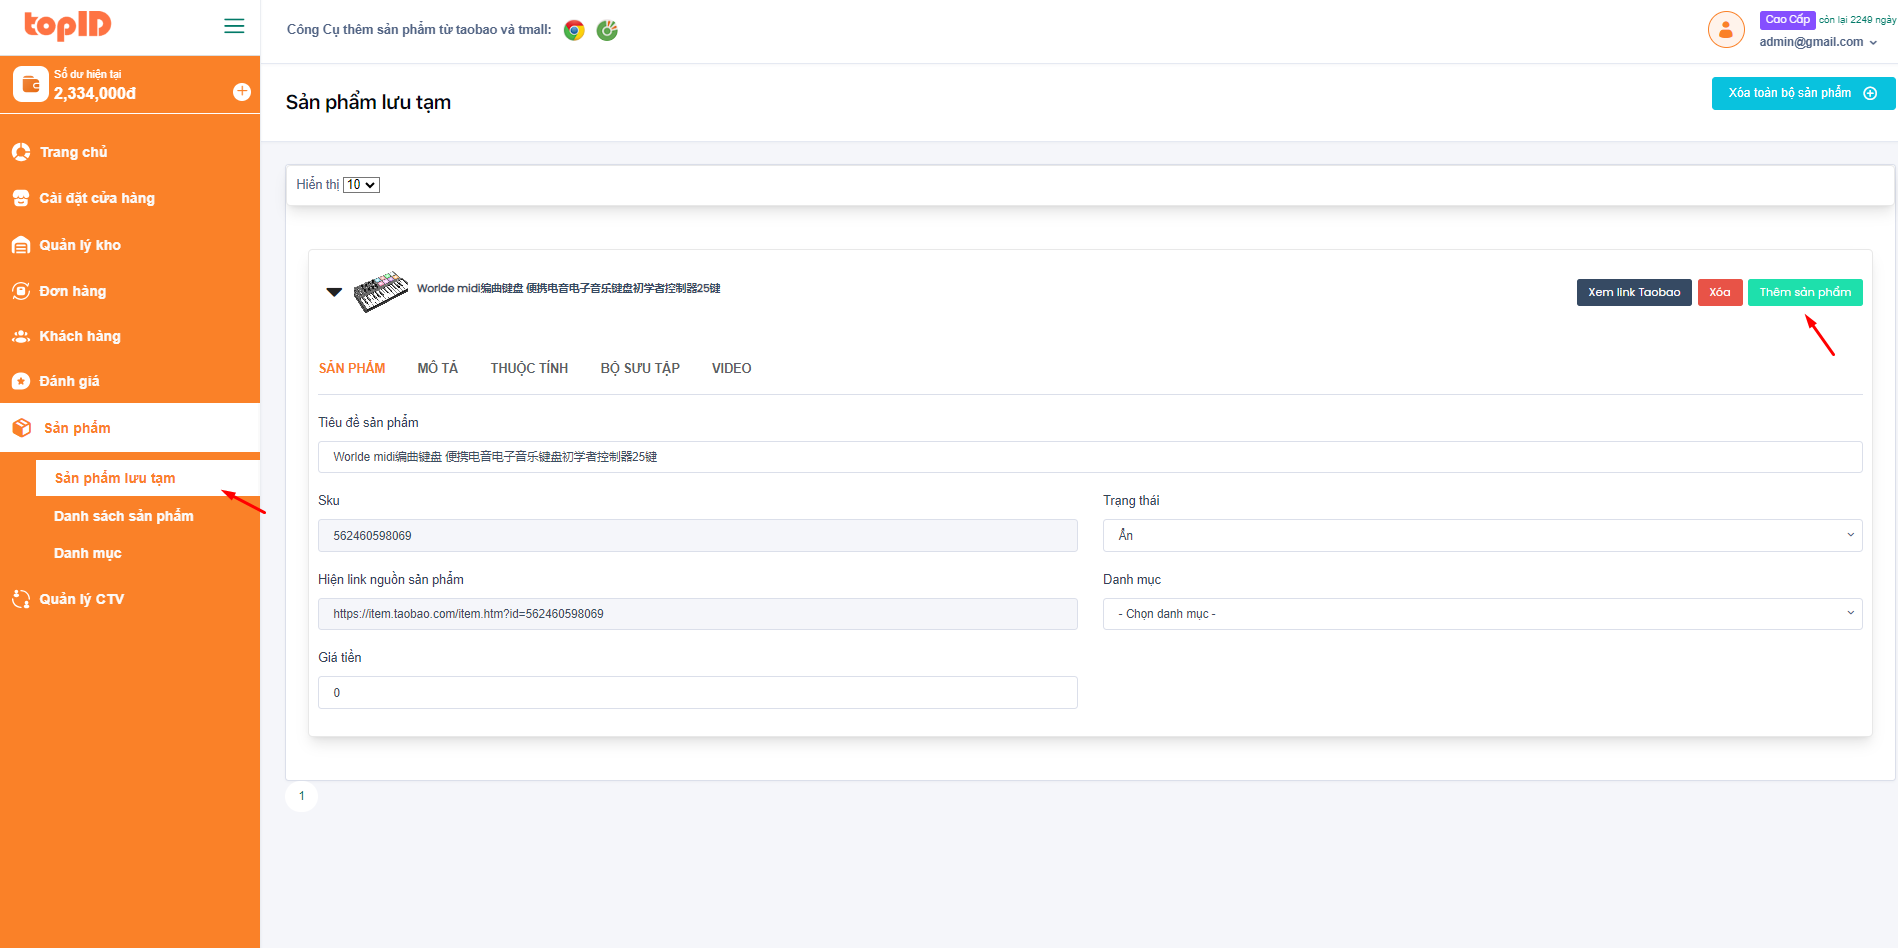 topID
Công Cụ thêm sản phẩm từ taobao và tmall:
Cao Cấp còn lại 2249 ngày
admin@gmail.com
Số dư hiện tại
2,334,000đ
Sản phẩm lưu tạm
Xóa toàn bộ sản phẩm
Trang chủ
Cài đặt cửa hàng
Quản lý kho
Đơn hàng
Khách hàng
Đánh giá
Sản phẩm
Sản phẩm lưu tạm
Danh sách sản phẩm
Danh mục
Quản lý CTV
Hiển thị 10
Worlde midi编曲键盘 便携电音电子音乐键盘初学者控制器25键
Xem link Taobao Xóa Thêm sản phẩm
SẢN PHẨM MÔ TẢ THUỘC TÍNH BỘ SƯU TẬP VIDEO
Tiêu đề sản phẩm
Worlde midi编曲键盘 便携电音电子音乐键盘初学者控制器25键
Sku
562460598069
Trạng thái
Ẩn
Hiện link nguồn sản phẩm
https://item.taobao.com/item.htm?id=562460598069
Danh mục
- Chọn danh mục -
Giá tiền
0
1